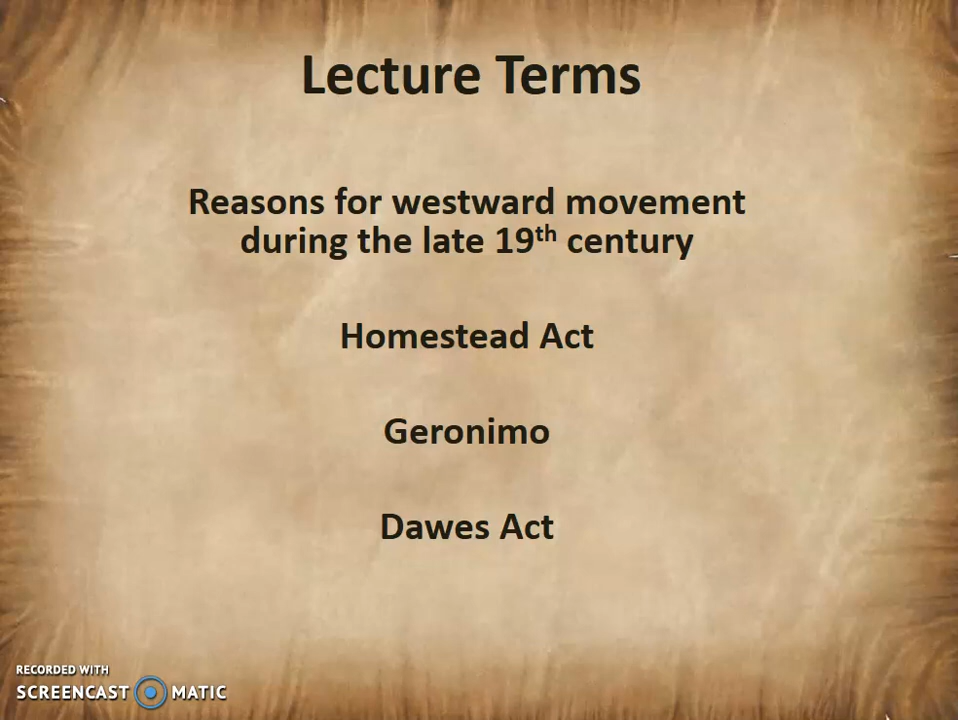 Lecture Terms
Reasons for westward movement
during the late 19th century
Homestead Act
Geronimo
Dawes Act
RECORDED WITH
SCREENCAST MATIC